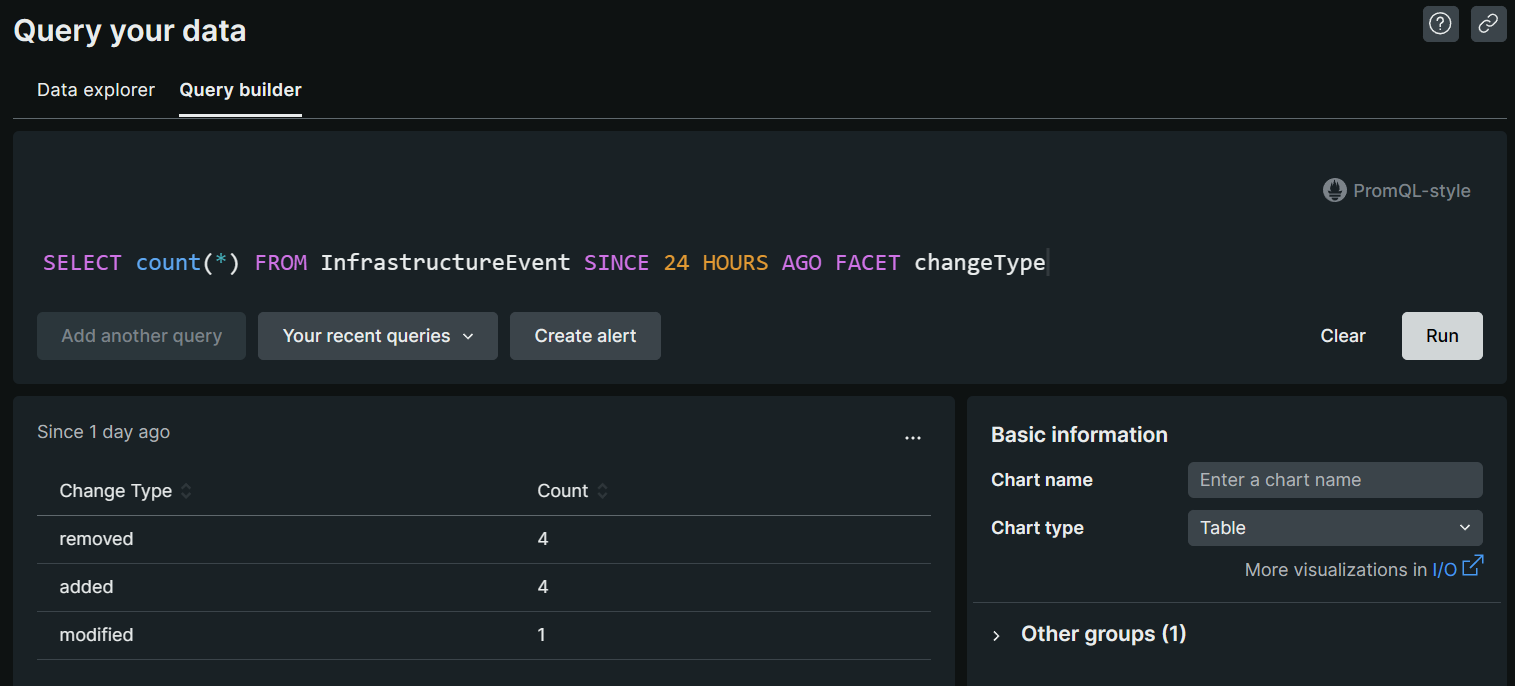 Query your data
Data explorer Query builder
PromQL-style
SELECT count(*) FROM InfrastructureEvent SINCE 24 HOURS AGO FACET changeType
Add another query Your recent queries Create alert Clear Run
Since 1 day ago
Change Type Count
removed 4
added 4
modified 1
Basic information
Chart name Enter a chart name
Chart type Table
More visualizations in I/O
Other groups (1)